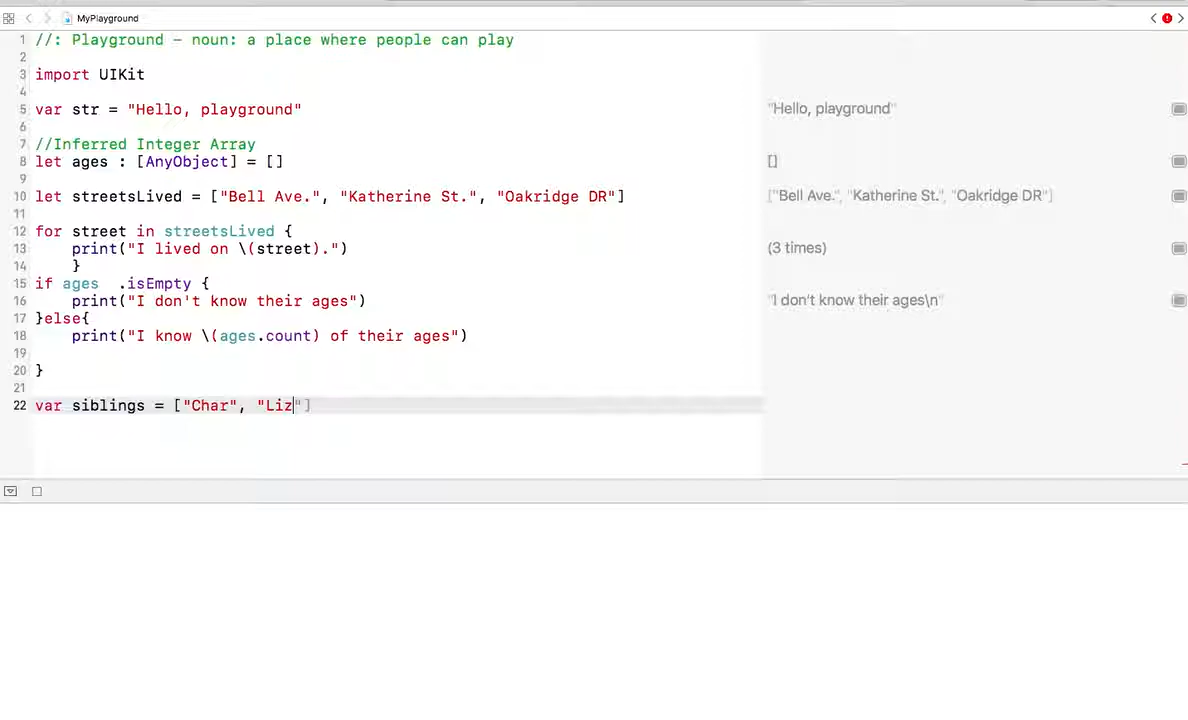 MyPlayground
1 //: Playground – noun: a place where people can play
2
3 import UIKit
4
5 var str = "Hello, playground" "Hello, playground"
6
7 //Inferred Integer Array
8 let ages : [AnyObject] = [] []
9
10 let streetsLived = ["Bell Ave.", "Katherine St.", "Oakridge DR"] ["Bell Ave.", "Katherine St.", "Oakridge DR"]
11
12 for street in streetsLived {
13 print("I lived on \(street).") (3 times)
14 }
15 if ages  .isEmpty {
16 print("I don't know their ages") "I don't know their ages\n"
17 }else{
18 print("I know \(ages.count) of their ages")
19
20 }
21
22 var siblings = ["Char", "Liz"]